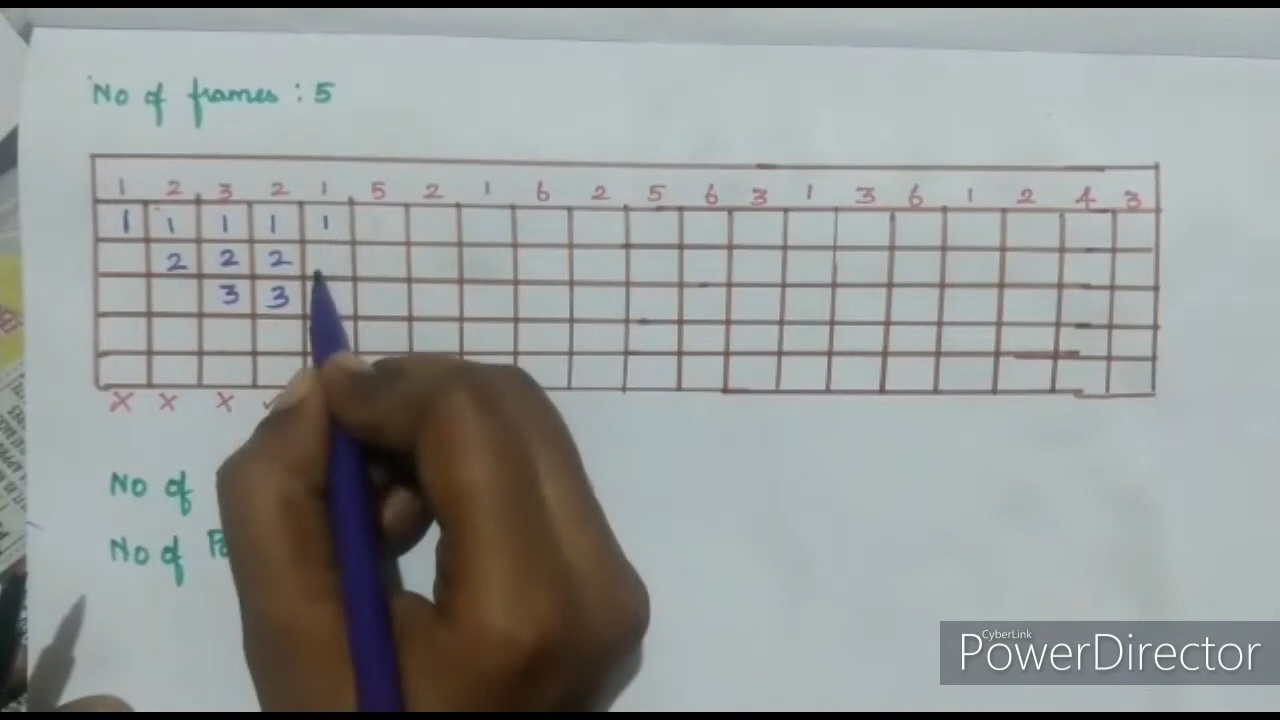 No of frames : 5
1 2 3 2 1 5 2 1 6 2 5 6 3 1 3 6 1 2 4 3
1 1 1 1 1
2 2 2
3 3
x x x
No of
No of
CyberLink
PowerDirector